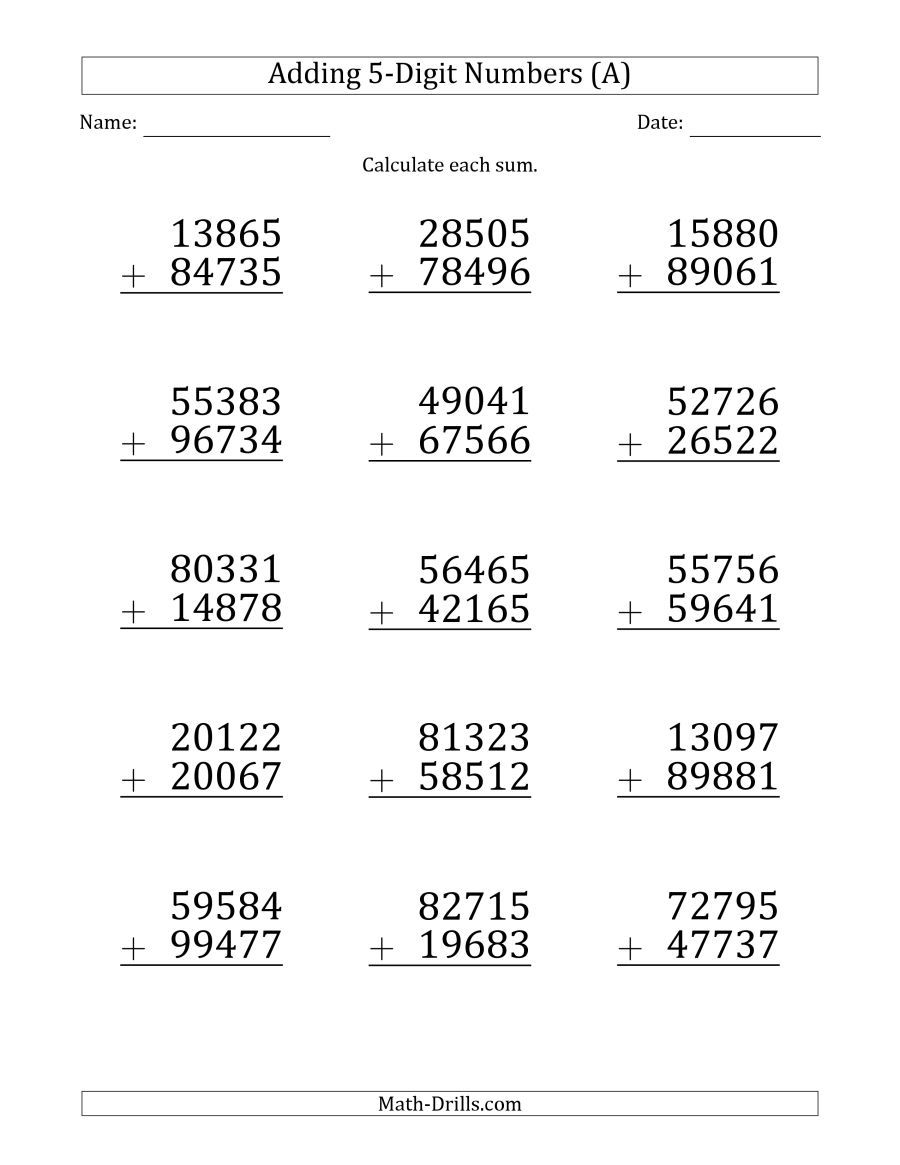 Adding 5-Digit Numbers (A)
Name: Date:
Calculate each sum.
13865 28505 15880
+ 84735 + 78496 + 89061
55383 49041 52726
+ 96734 + 67566 + 26522
80331 56465 55756
+ 14878 + 42165 + 59641
20122 81323 13097
+ 20067 + 58512 + 89881
59584 82715 72795
+ 99477 + 19683 + 47737
Math-Drills.com